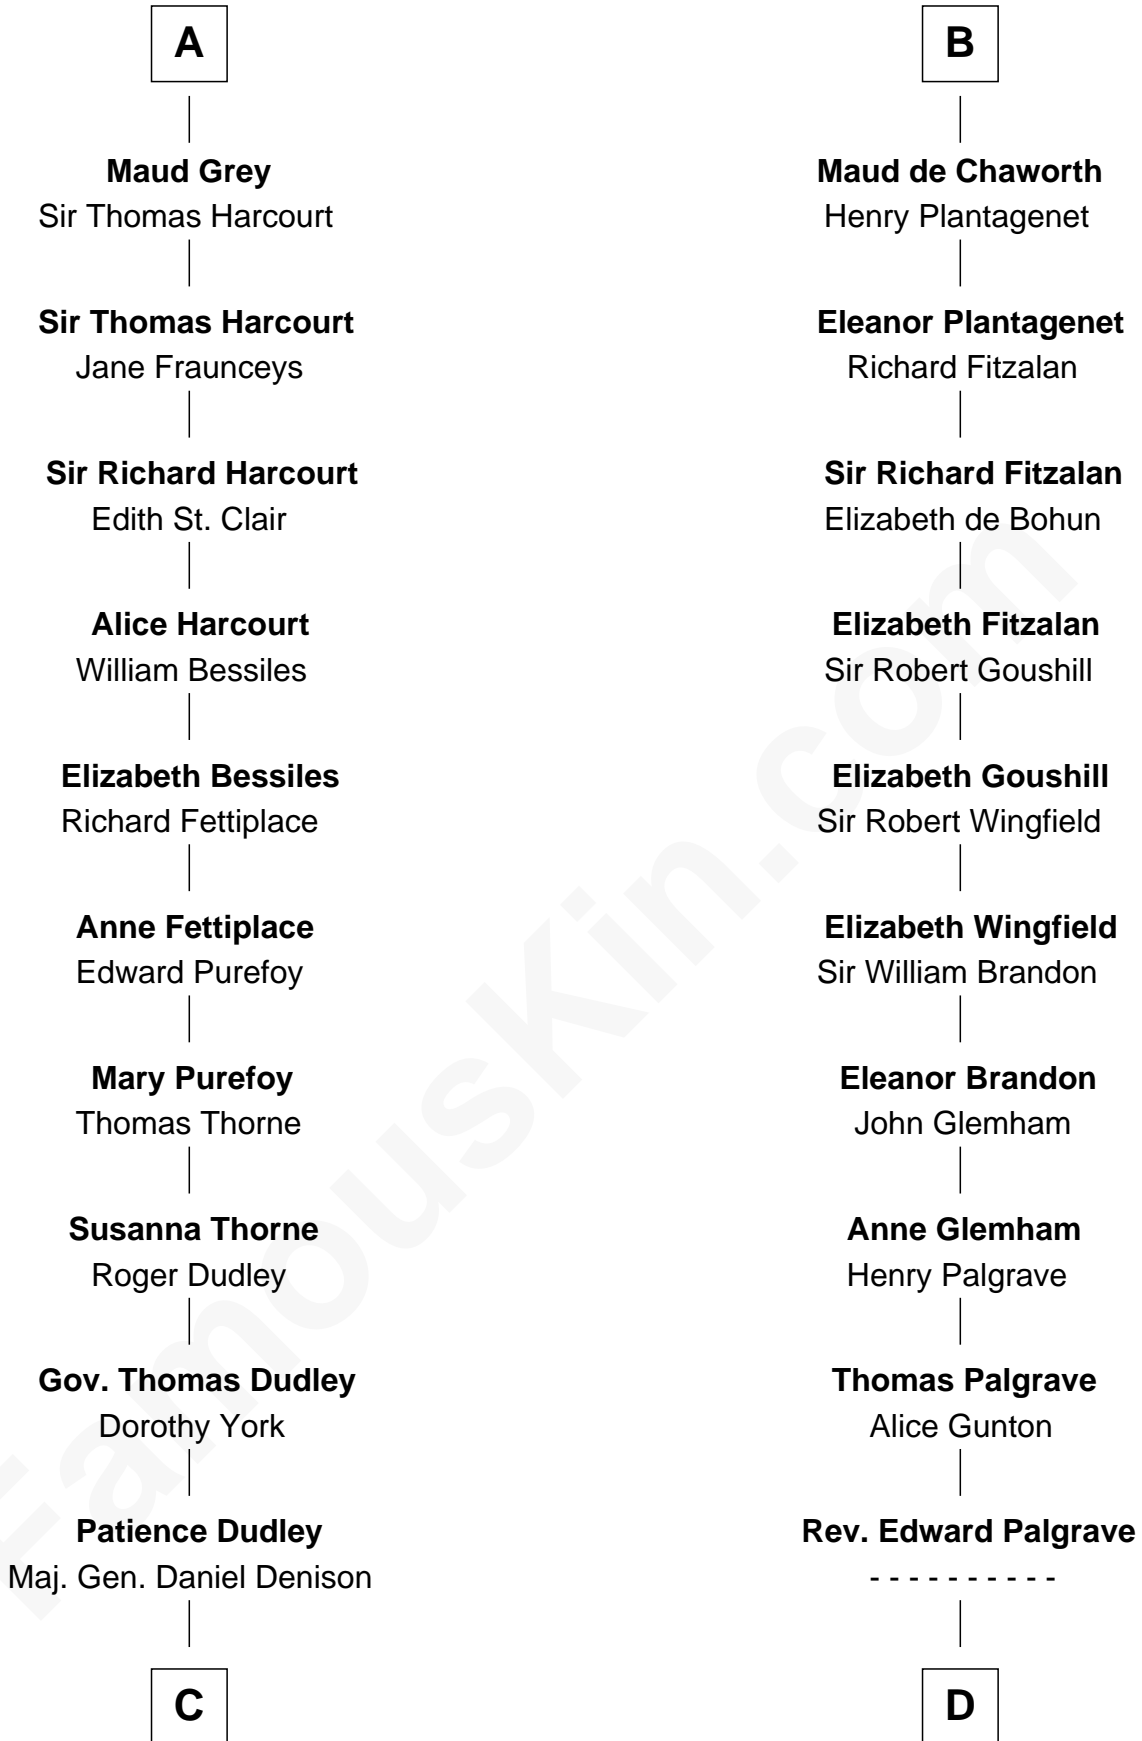 A
Maud Grey
Sir Thomas Harcourt
Sir Thomas Harcourt
Jane Fraunceys
Sir Richard Harcourt
Edith St. Clair
Alice Harcourt
William Bessiles
Elizabeth Bessiles
Richard Fettiplace
Anne Fettiplace
Edward Purefoy
Mary Purefoy
Thomas Thorne
Susanna Thorne
Roger Dudley
Gov. Thomas Dudley
Dorothy York
Patience Dudley
Maj. Gen. Daniel Denison
C
B
Maud de Chaworth
Henry Plantagenet
Eleanor Plantagenet
Richard Fitzalan
Sir Richard Fitzalan
Elizabeth de Bohun
Elizabeth Fitzalan
Sir Robert Goushill
Elizabeth Goushill
Sir Robert Wingfield
Elizabeth Wingfield
Sir William Brandon
Eleanor Brandon
John Glemham
Anne Glemham
Henry Palgrave
Thomas Palgrave
Alice Gunton
Rev. Edward Palgrave
- - - - - - - - - -
D
FamousKin.com